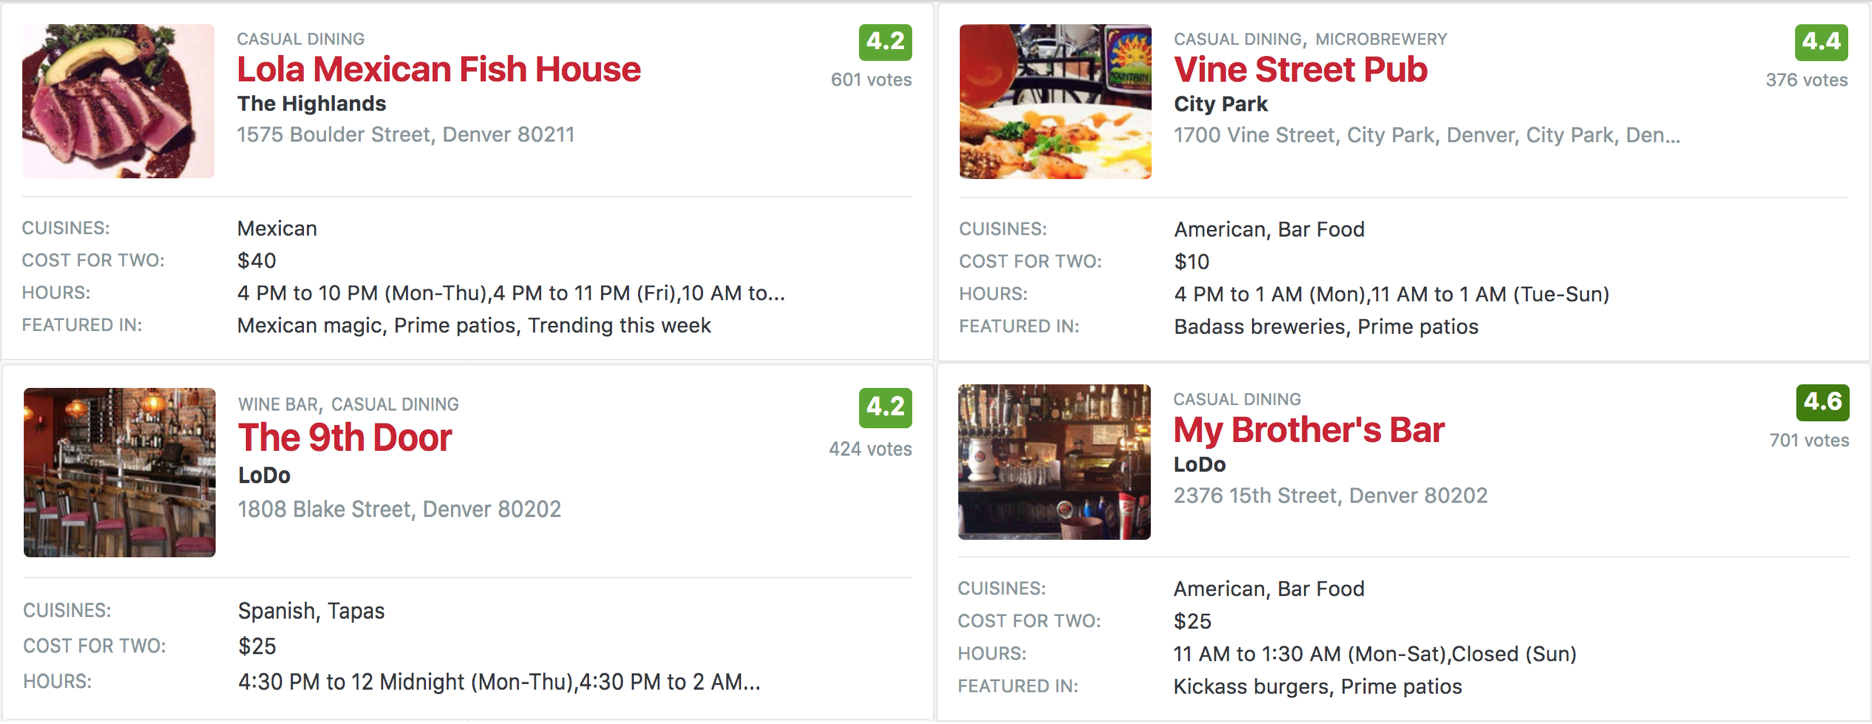 CASUAL DINING
Lola Mexican Fish House
The Highlands
1575 Boulder Street, Denver 80211
4.2
601 votes
CUISINES: Mexican
COST FOR TWO: $40
HOURS: 4 PM to 10 PM (Mon-Thu),4 PM to 11 PM (Fri),10 AM to...
FEATURED IN: Mexican magic, Prime patios, Trending this week
CASUAL DINING, MICROBREWERY
Vine Street Pub
City Park
1700 Vine Street, City Park, Denver, City Park, Den...
4.4
376 votes
CUISINES: American, Bar Food
COST FOR TWO: $10
HOURS: 4 PM to 1 AM (Mon),11 AM to 1 AM (Tue-Sun)
FEATURED IN: Badass breweries, Prime patios
WINE BAR, CASUAL DINING
The 9th Door
LoDo
1808 Blake Street, Denver 80202
4.2
424 votes
CUISINES: Spanish, Tapas
COST FOR TWO: $25
HOURS: 4:30 PM to 12 Midnight (Mon-Thu),4:30 PM to 2 AM...
CASUAL DINING
My Brother's Bar
LoDo
2376 15th Street, Denver 80202
4.6
701 votes
CUISINES: American, Bar Food
COST FOR TWO: $25
HOURS: 11 AM to 1:30 AM (Mon-Sat),Closed (Sun)
FEATURED IN: Kickass burgers, Prime patios